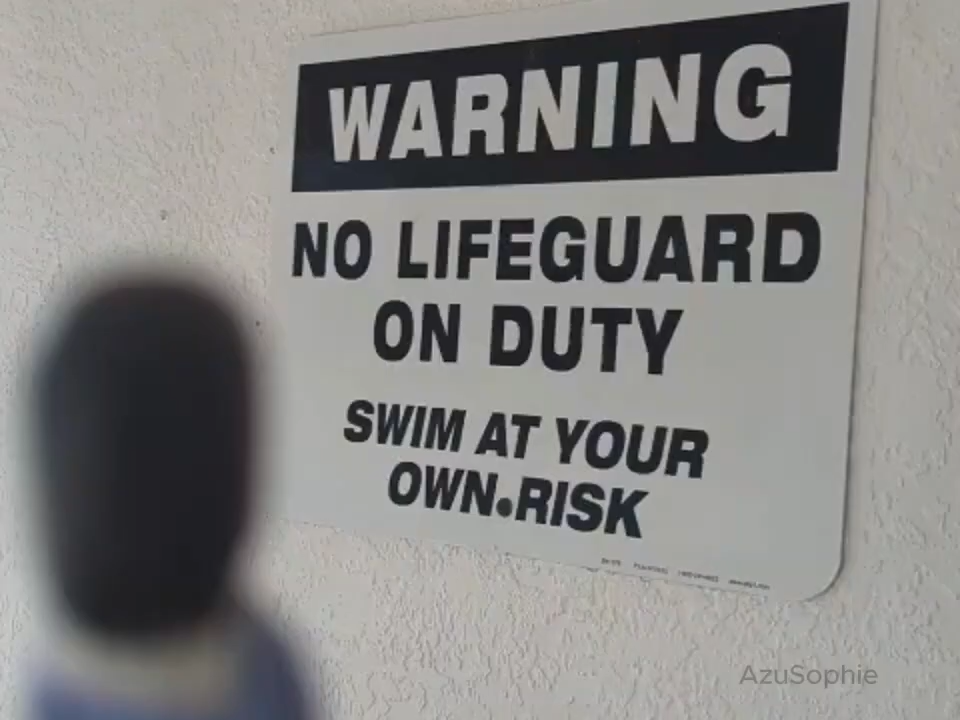 WARNING
NO LIFEGUARD
ON DUTY
SWIM AT YOUR
OWN.RISK
AzuSophie